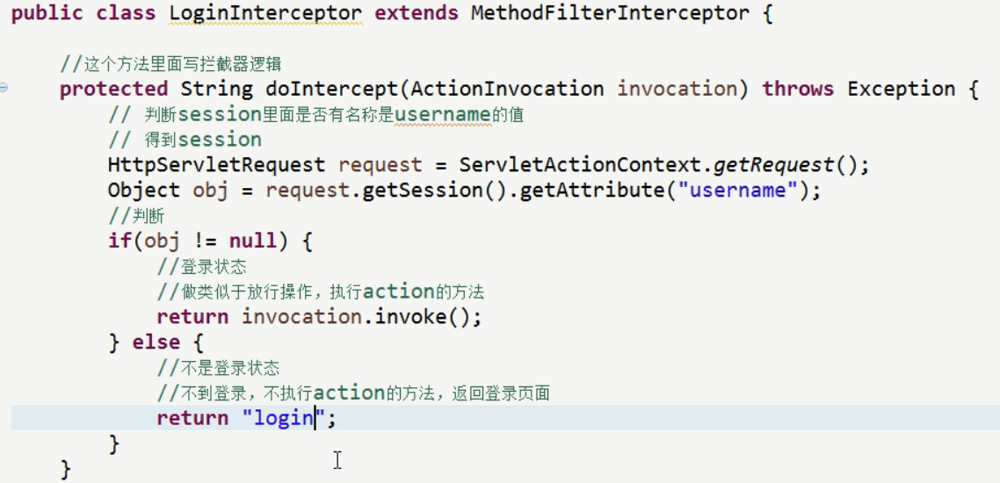 public class LoginInterceptor extends MethodFilterInterceptor {
//这个方法里面写拦截器逻辑
protected String doIntercept(ActionInvocation invocation) throws Exception {
// 判断session里面是否有名称是username的值
// 得到session
HttpServletRequest request = ServletActionContext.getRequest();
Object obj = request.getSession().getAttribute("username");
//判断
if(obj != null) {
//登录状态
//做类似于放行操作，执行action的方法
return invocation.invoke();
} else {
//不是登录状态
//不到登录，不执行action的方法，返回登录页面
return "login";
}
}